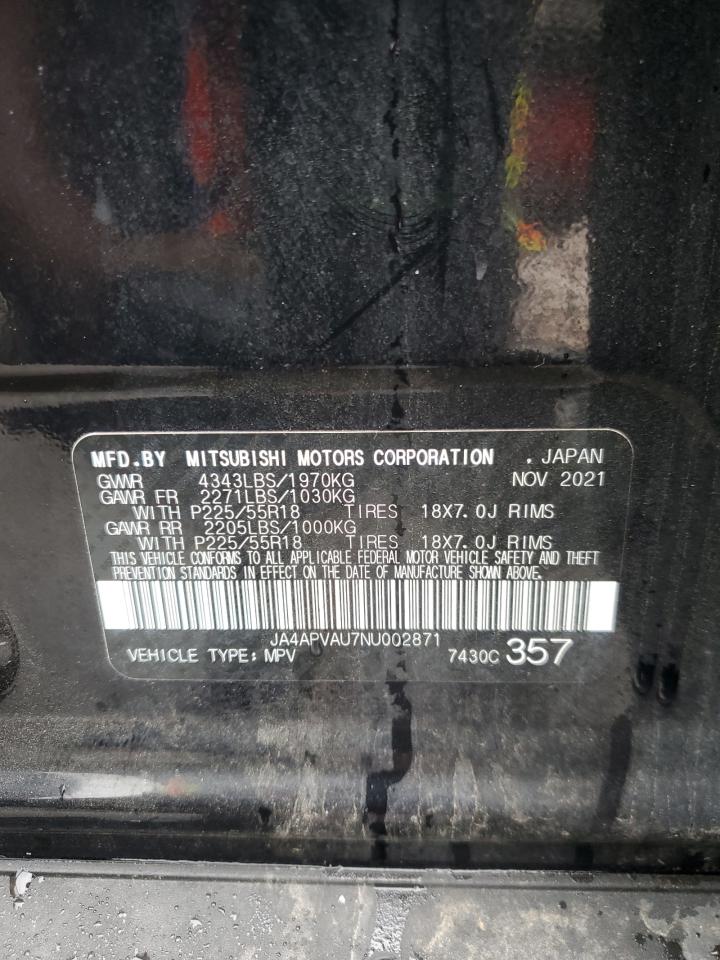 MFD.BY MITSUBISHI MOTORS CORPORATION . JAPAN
GVWR 4343LBS/1970KG NOV 2021
GAWR FR 2271LBS/1030KG
WITH P225/55R18 TIRES 18X7.0J RIMS
GAWR RR 2205LBS/1000KG
WITH P225/55R18 TIRES 18X7.0J RIMS
THIS VEHICLE CONFORMS TO ALL APPLICABLE FEDERAL MOTOR VEHICLE SAFETY AND THEFT
PREVENTION STANDARDS IN EFFECT ON THE DATE OF MANUFACTURE SHOWN ABOVE.
JA4APVAU7NU002871
VEHICLE TYPE: MPV 7430C 357